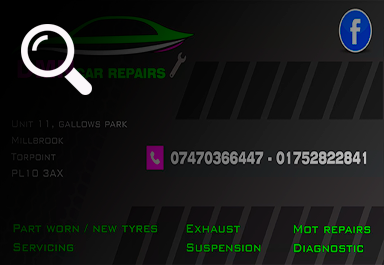 CAR REPAIRS
Unit 11, gallows park
Millbrook
Torpoint
PL10 3AX
07470366447 - 01752822841
Part worn / new tyres
Exhaust
Mot repairs
Servicing
Suspension
Diagnostic